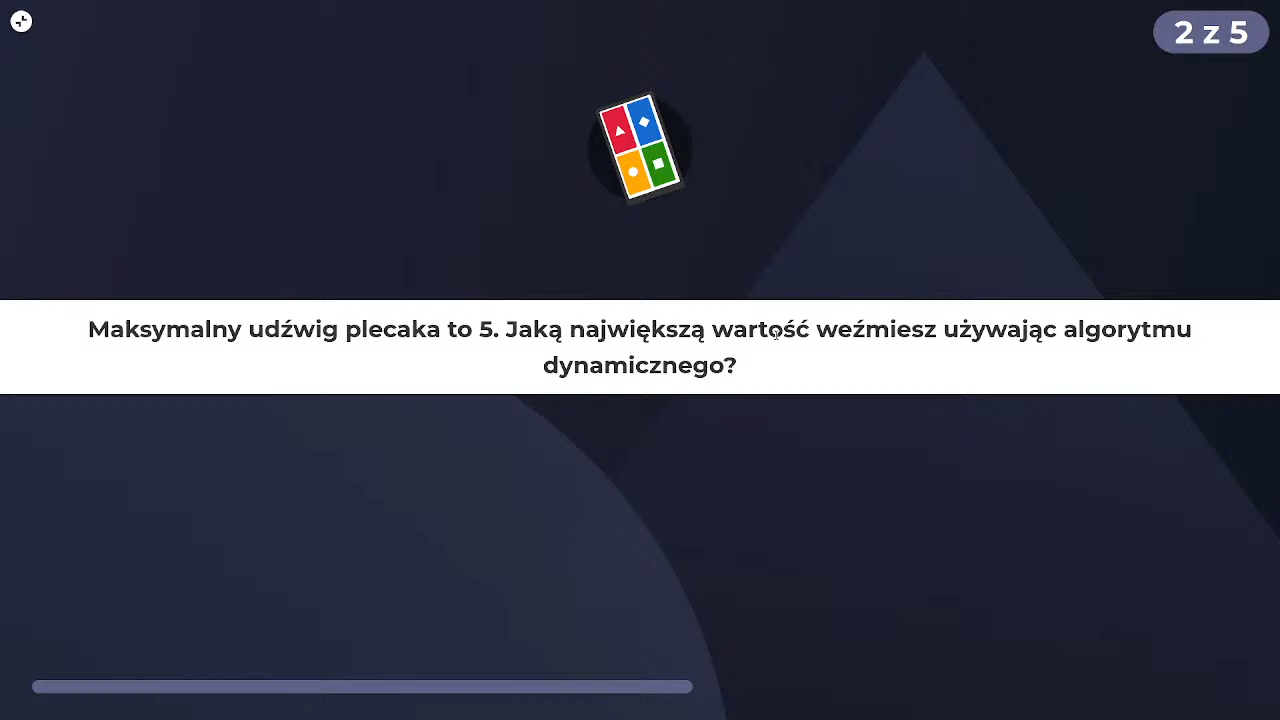 2 z 5
Maksymalny udźwig plecaka to 5. Jaką największą wartość weźmiesz używając algorytmu
dynamicznego?